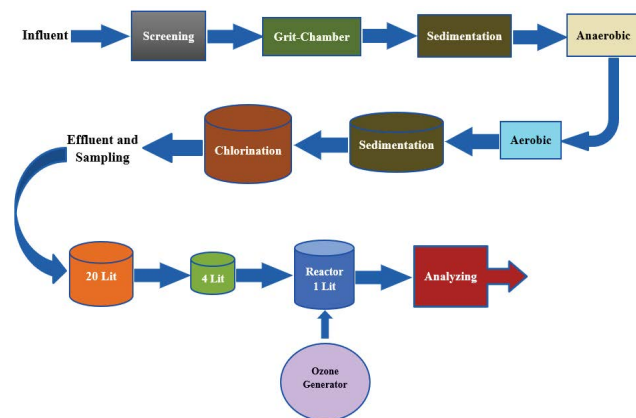 Influent
Screening
Grit-Chamber
Sedimentation
Anaerobic
Effluent and
Sampling
Chlorination
Sedimentation
Aerobic
20 Lit
4 Lit
Reactor
1 Lit
Analyzing
Ozone
Generator